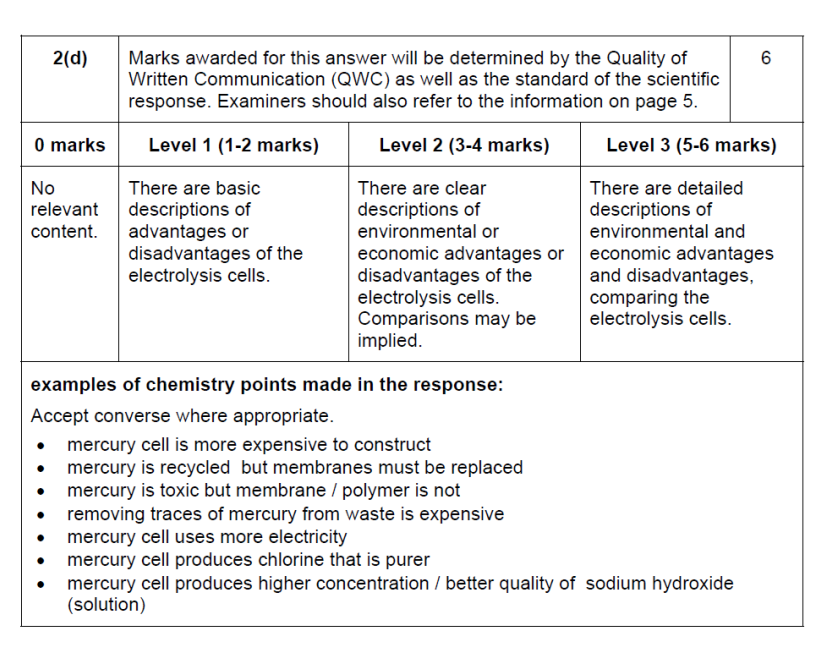 2(d)
Marks awarded for this answer will be determined by the Quality of
Written Communication (QWC) as well as the standard of the scientific
response. Examiners should also refer to the information on page 5.
6
0 marks
Level 1 (1-2 marks)
Level 2 (3-4 marks)
Level 3 (5-6 marks)
No
relevant
content.
There are basic
descriptions of
advantages or
disadvantages of the
electrolysis cells.
There are clear
descriptions of
environmental or
economic advantages or
disadvantages of the
electrolysis cells.
Comparisons may be
implied.
There are detailed
descriptions of
environmental and
economic advantages
and disadvantages,
comparing the
electrolysis cells.
examples of chemistry points made in the response:
Accept converse where appropriate.
• mercury cell is more expensive to construct
• mercury is recycled but membranes must be replaced
• mercury is toxic but membrane / polymer is not
• removing traces of mercury from waste is expensive
• mercury cell uses more electricity
• mercury cell produces chlorine that is purer
• mercury cell produces higher concentration / better quality of sodium hydroxide
(solution)